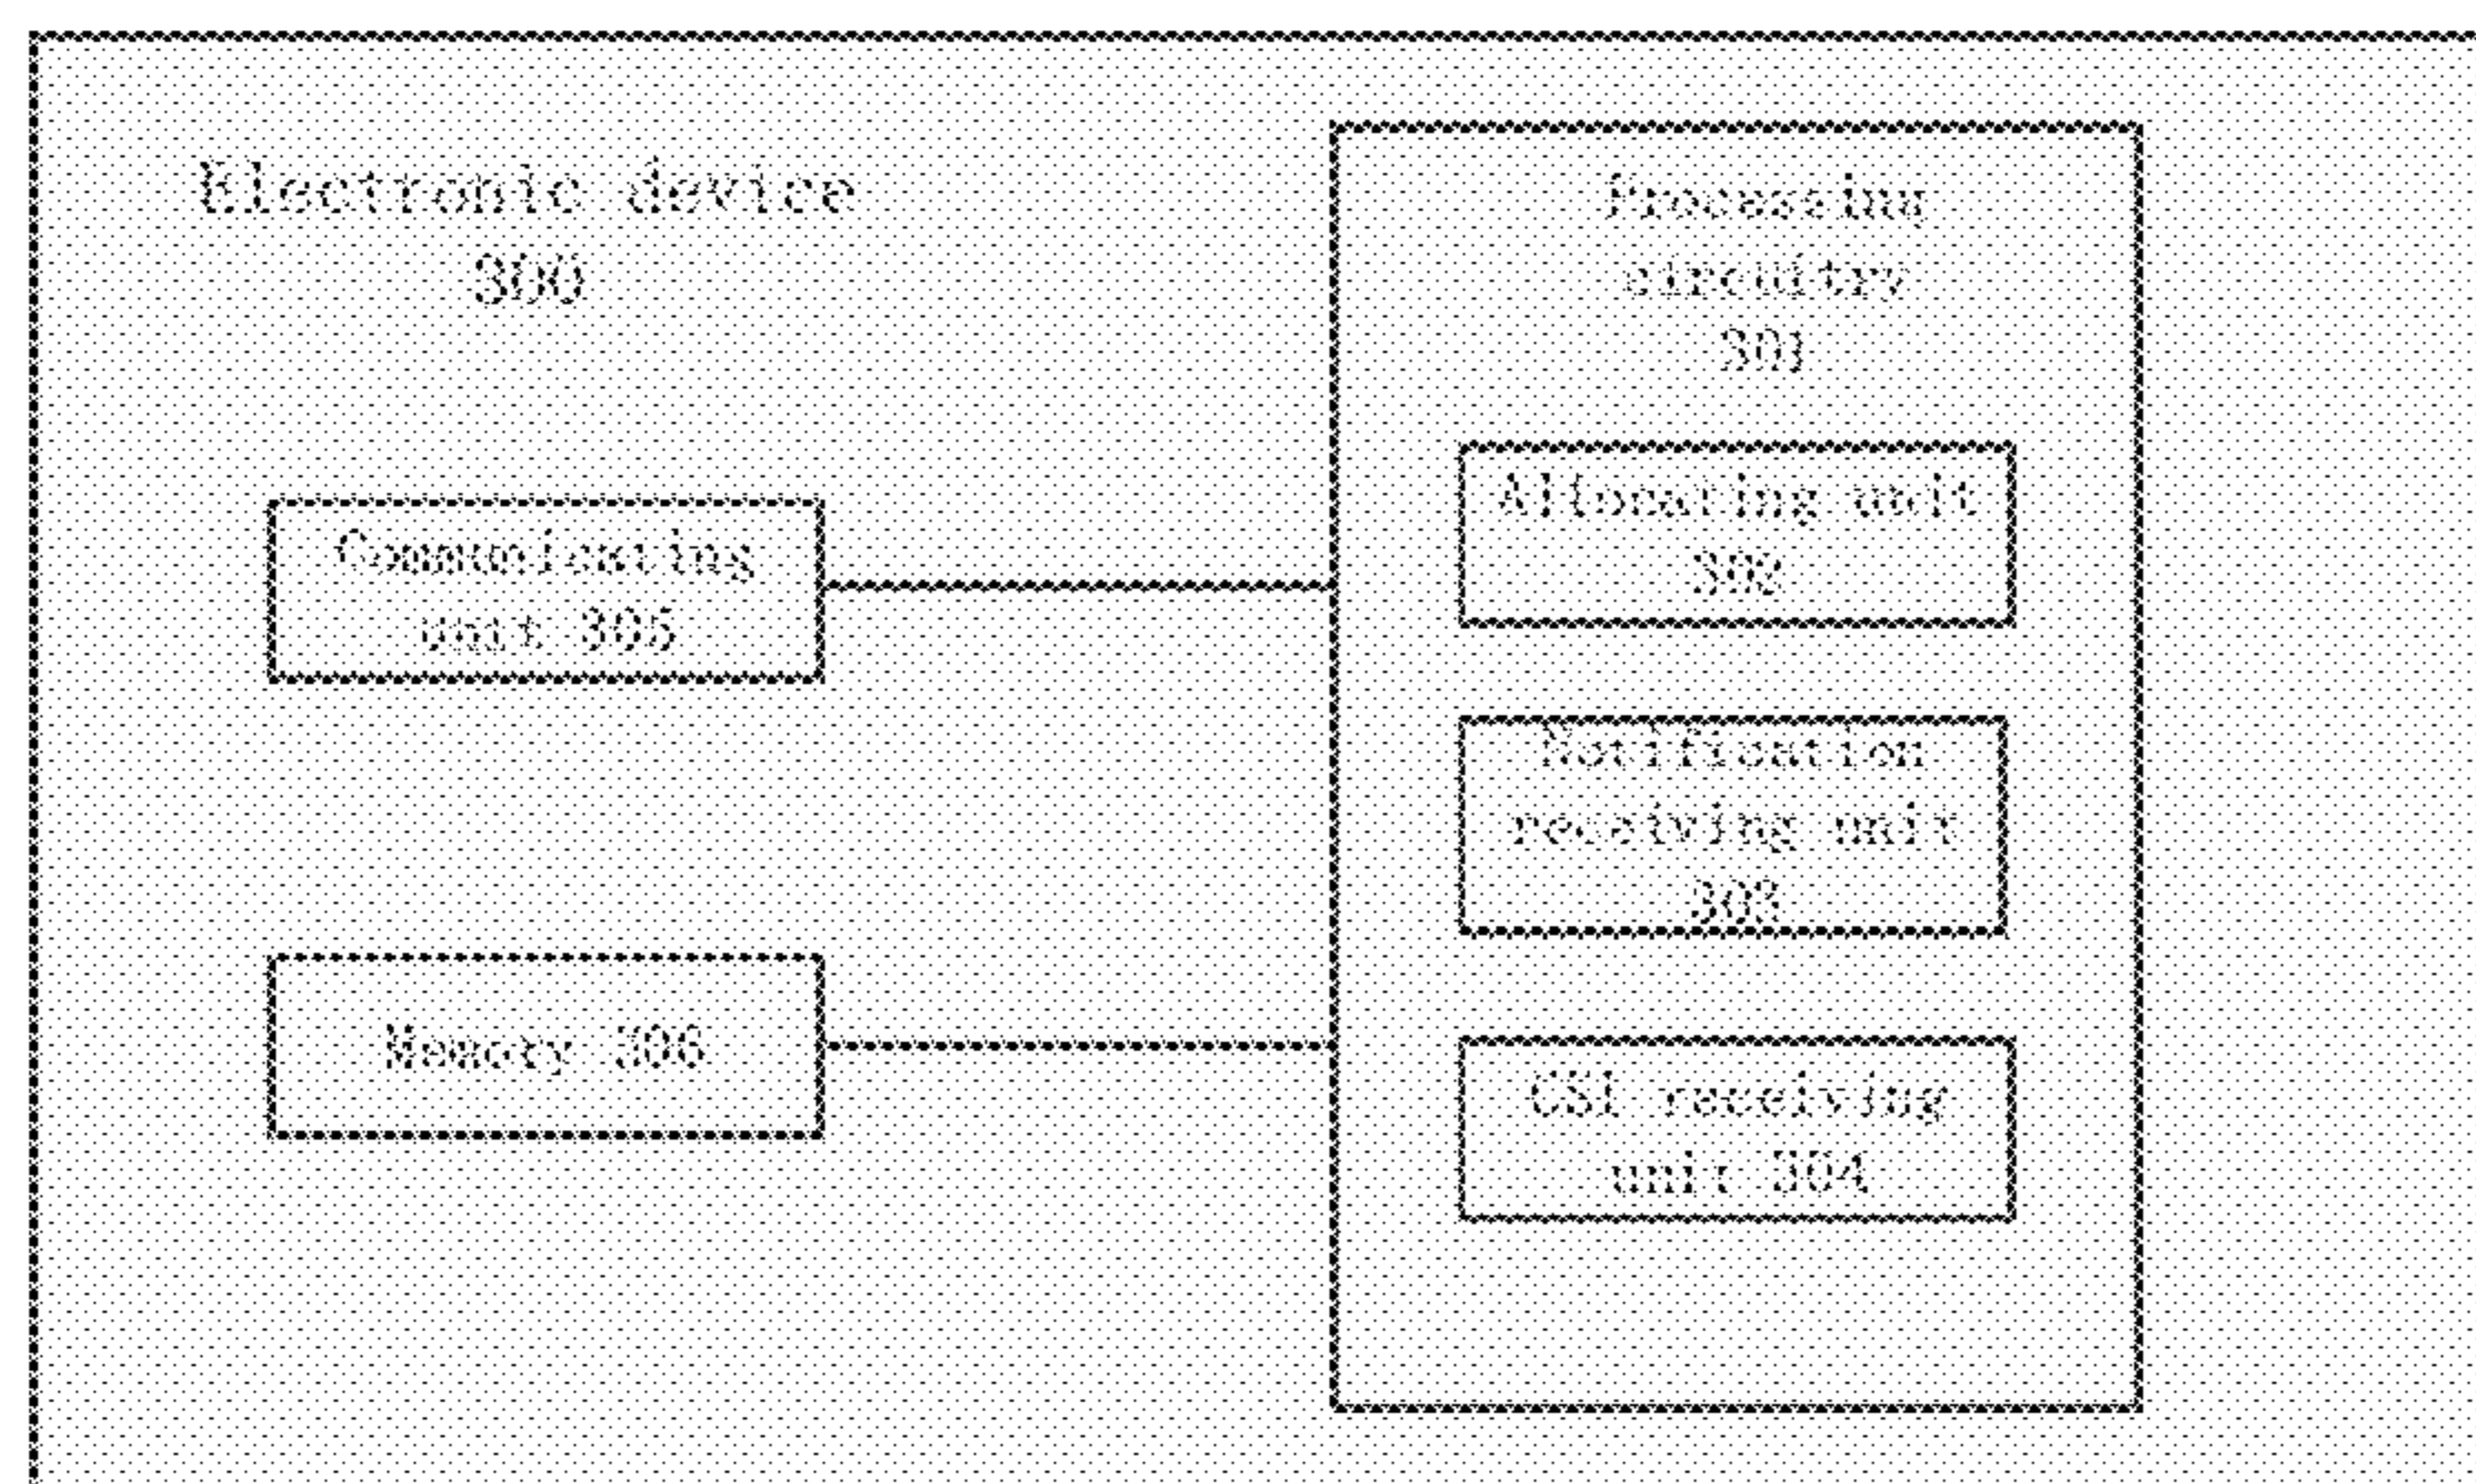 Electronic device
300
Processing
circuitry
301
Allocating unit
302
Communicating
unit 305
Notification
receiving unit
303
Memory 306
CSI receiving
unit 304